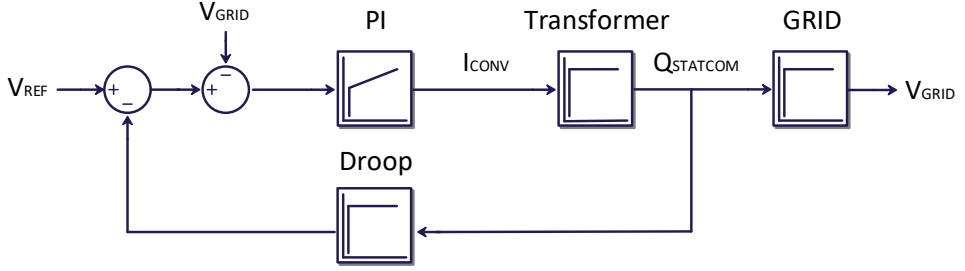 VGRID
PI
Transformer
GRID
VREF
+
−
+
−
ICONV
QSTATCOM
VGRID
Droop